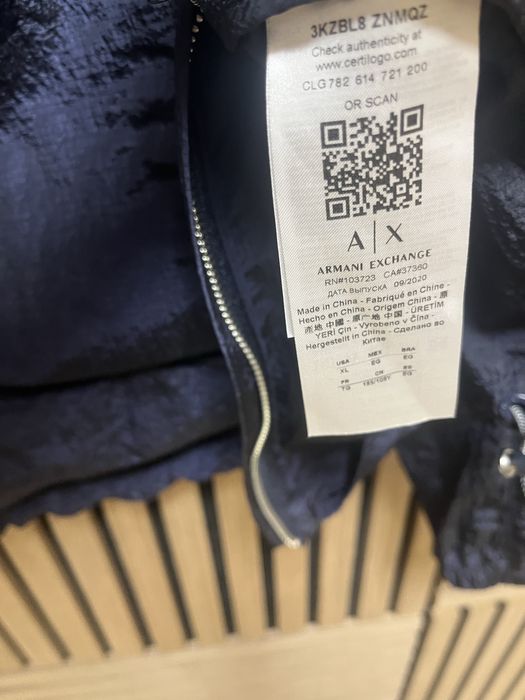 3KZBL8 ZNMQZ
Check authenticity at
www.certilogo.com
CLG 782 614 721 200
OR SCAN
A|X
ARMANI EXCHANGE
RN#103723 CA#37360
ДАТА ВЫПУСКА 09/2020
Made in China - Fabriqué en Chine -
Hecho en China - Origem China - 原
産地 中國 - 原产地 中国 - ÜRETİM
YERİ Çin - Vyrobeno v Čína -
Hergestellt in China - Сделано во
Китае
USA MEX BRA
XL EG EG
FR CN ES
TG 185/108Y EG